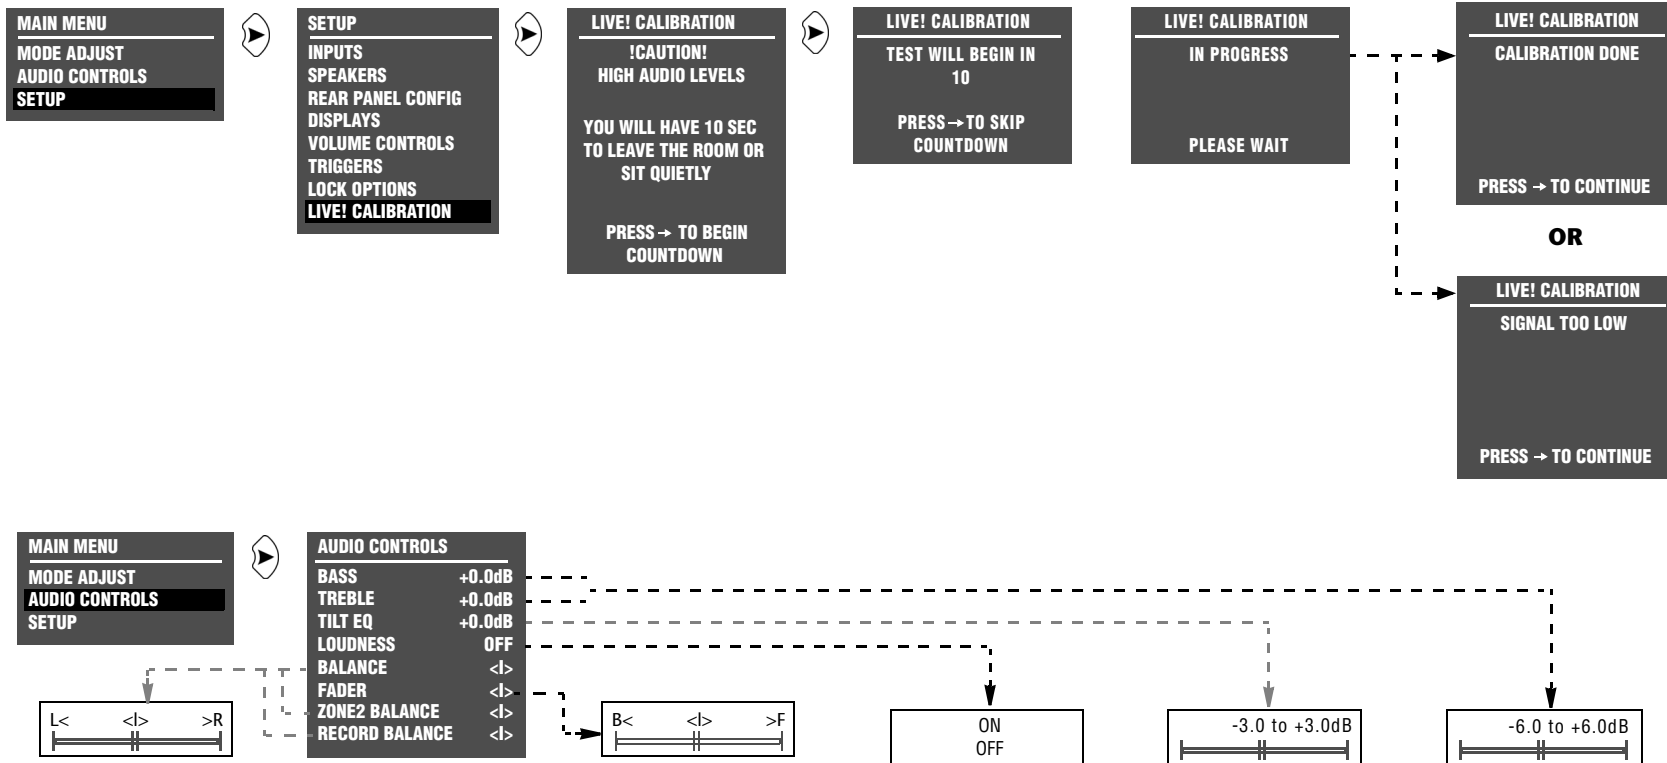 MAIN MENU
MODE ADJUST
AUDIO CONTROLS
SETUP
SETUP
INPUTS
SPEAKERS
REAR PANEL CONFIG
DISPLAYS
VOLUME CONTROLS
TRIGGERS
LOCK OPTIONS
LIVE! CALIBRATION
LIVE! CALIBRATION
!CAUTION!
HIGH AUDIO LEVELS
YOU WILL HAVE 10 SEC
TO LEAVE THE ROOM OR
SIT QUIETLY
PRESS → TO BEGIN
COUNTDOWN
LIVE! CALIBRATION
TEST WILL BEGIN IN
10
PRESS → TO SKIP
COUNTDOWN
LIVE! CALIBRATION
IN PROGRESS
PLEASE WAIT
LIVE! CALIBRATION
CALIBRATION DONE
PRESS → TO CONTINUE
OR
LIVE! CALIBRATION
SIGNAL TOO LOW
PRESS → TO CONTINUE
MAIN MENU
MODE ADJUST
AUDIO CONTROLS
SETUP
AUDIO CONTROLS
BASS +0.0dB
TREBLE +0.0dB
TILT EQ +0.0dB
LOUDNESS OFF
BALANCE <I>
FADER <I>
ZONE2 BALANCE <I>
RECORD BALANCE <I>
L< <I> >R
B< <I> >F
ON
OFF
-3.0 to +3.0dB
-6.0 to +6.0dB